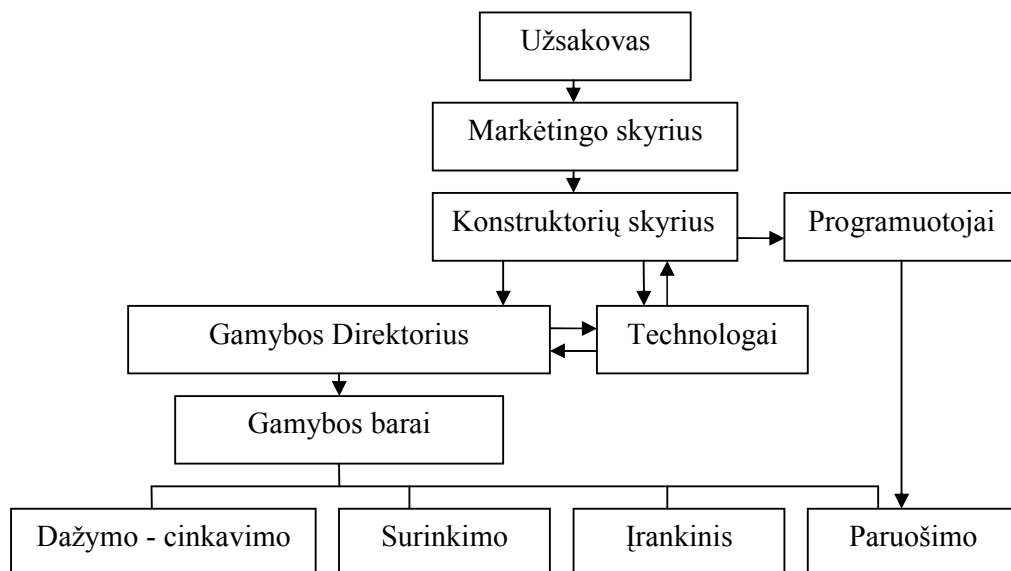 Užsakovas
Markėtingo skyrius
Konstruktorių skyrius
Programuotojai
Gamybos Direktorius
Technologai
Gamybos barai
Dažymo - cinkavimo
Surinkimo
Įrankinis
Paruošimo